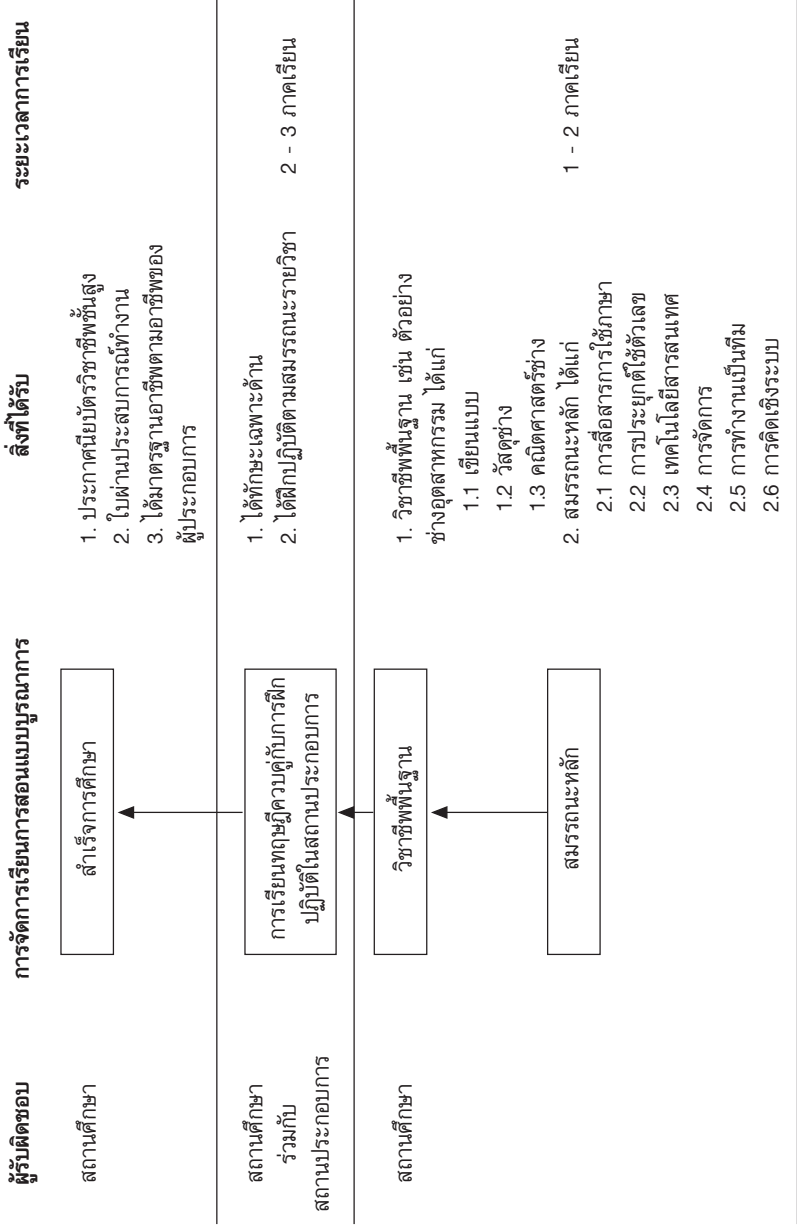 ผู้รับผิดชอบ
การจัดการเรียนการสอนแบบบูรณาการ
สิ่งที่ได้รับ
ระยะเวลาการเรียน
สถานศึกษา
สำเร็จการศึกษา
1. ประกาศนียบัตรวิชาชีพชั้นสูง
2. ใบผ่านประสบการณ์ทำงาน
3. ได้มาตรฐานอาชีพตามอาชีพของ
ผู้ประกอบการ
สถานศึกษา
ร่วมกับ
สถานประกอบการ
การเรียนทฤษฎีควบคู่กับการฝึก
ปฏิบัติในสถานประกอบการ
1. ได้ทักษะเฉพาะด้าน
2. ได้ฝึกปฏิบัติตามสมรรถนะรายวิชา
2 - 3 ภาคเรียน
สถานศึกษา
วิชาชีพพื้นฐาน
สมรรถนะหลัก
1. วิชาชีพพื้นฐาน เช่น ตัวอย่าง
ช่างอุตสาหกรรม ได้แก่
1.1 เขียนแบบ
1.2 วัสดุช่าง
1.3 คณิตศาสตร์ช่าง
2. สมรรถนะหลัก ได้แก่
2.1 การสื่อสารการใช้ภาษา
2.2 การประยุกต์ใช้ตัวเลข
2.3 เทคโนโลยีสารสนเทศ
2.4 การจัดการ
2.5 การทำงานเป็นทีม
2.6 การคิดเชิงระบบ
1 - 2 ภาคเรียน